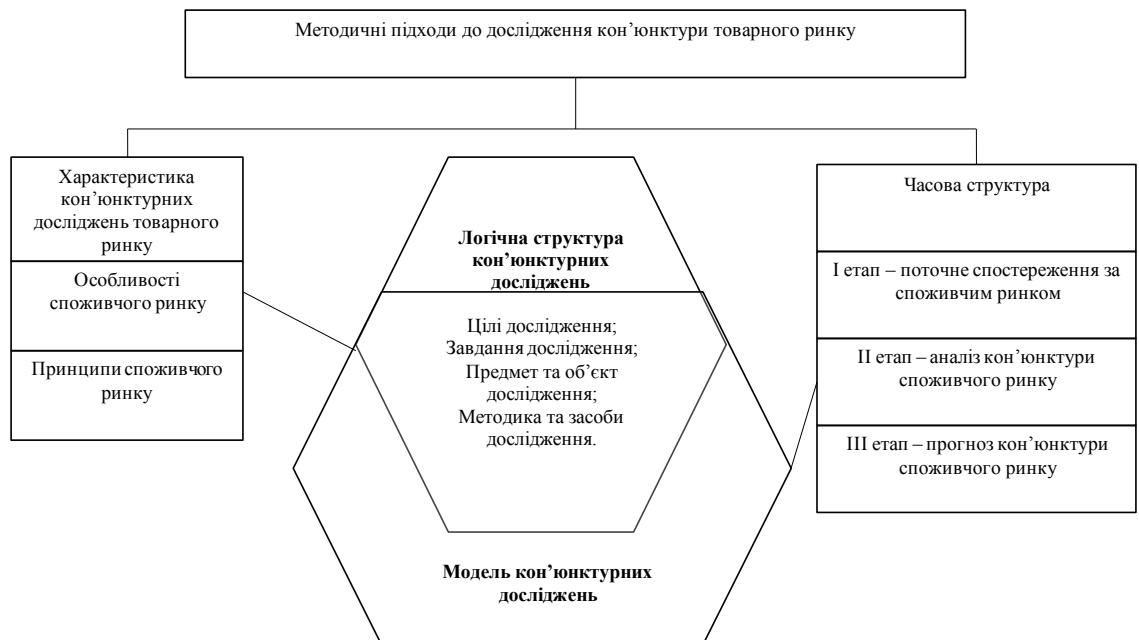 Методичні підходи до дослідження кон’юнктури товарного ринку
Характеристика
кон’юнктурних
досліджень товарного
ринку
Особливості
споживчого ринку
Принципи споживчого
ринку
Логічна структура
кон’юнктурних
досліджень
Цілі дослідження;
Завдання дослідження;
Предмет та об’єкт
дослідження;
Методика та засоби
дослідження.
Модель кон’юнктурних
досліджень
Часова структура
I етап – поточне спостереження за
споживчим ринком
II етап – аналіз кон’юнктури
споживчого ринку
III етап – прогноз кон’юнктури
споживчого ринку